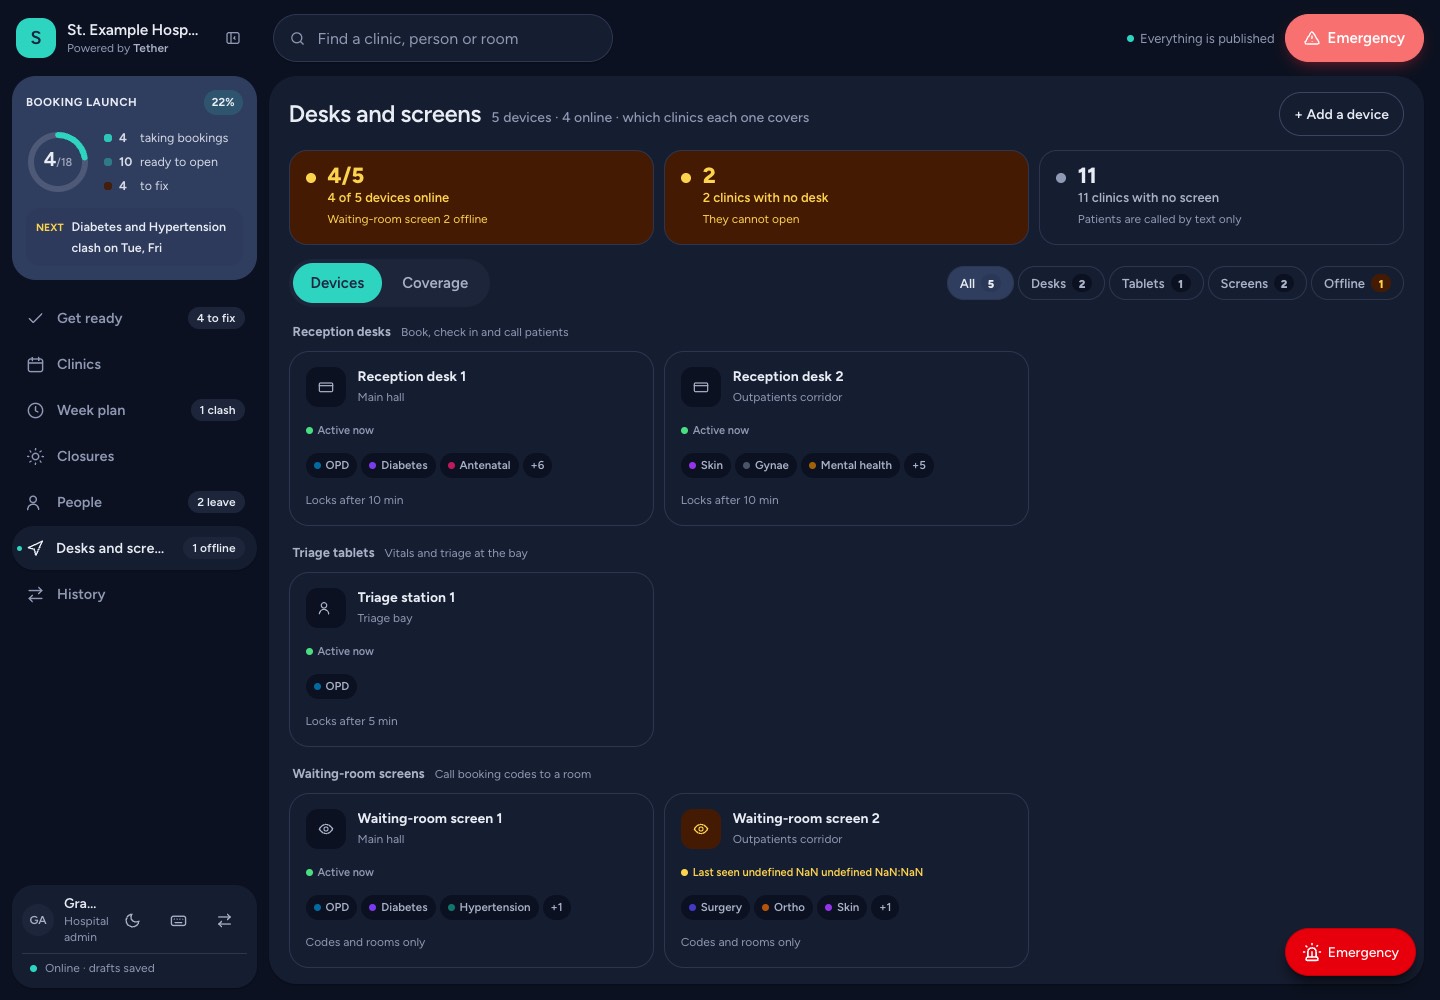 S
St. Example Hosp...
Powered by Tether
Find a clinic, person or room
Everything is published
Emergency
BOOKING LAUNCH
22%
4/18
4 taking bookings
10 ready to open
4 to fix
NEXT Diabetes and Hypertension
clash on Tue, Fri
Get ready
4 to fix
Clinics
Week plan
1 clash
Closures
People
2 leave
Desks and scre...
1 offline
History
GA
Gra...
Hospital
admin
Online · drafts saved
Desks and screens
5 devices · 4 online · which clinics each one covers
+ Add a device
4/5
4 of 5 devices online
Waiting-room screen 2 offline
2
2 clinics with no desk
They cannot open
11
11 clinics with no screen
Patients are called by text only
Devices
Coverage
All 5
Desks 2
Tablets 1
Screens 2
Offline 1
Reception desks Book, check in and call patients
Reception desk 1
Main hall
Active now
OPD Diabetes Antenatal +6
Locks after 10 min
Reception desk 2
Outpatients corridor
Active now
Skin Gynae Mental health +5
Locks after 10 min
Triage tablets Vitals and triage at the bay
Triage station 1
Triage bay
Active now
OPD
Locks after 5 min
Waiting-room screens Call booking codes to a room
Waiting-room screen 1
Main hall
Active now
OPD Diabetes Hypertension +1
Codes and rooms only
Waiting-room screen 2
Outpatients corridor
Last seen undefined NaN undefined NaN:NaN
Surgery Ortho Skin +1
Codes and rooms only
Emergency